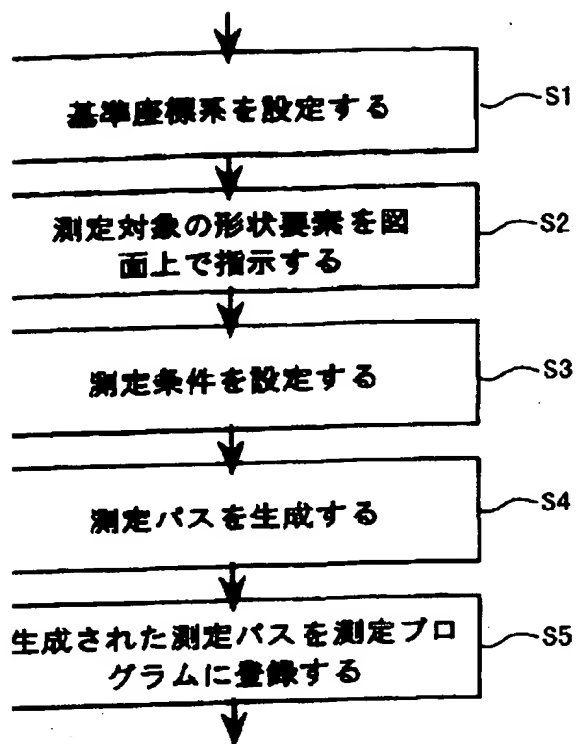 基準座標系を設定する
S1
測定対象の形状要素を図
面上で指示する
S2
測定条件を設定する
S3
測定パスを生成する
S4
生成された測定パスを測定プロ
グラムに登録する
S5